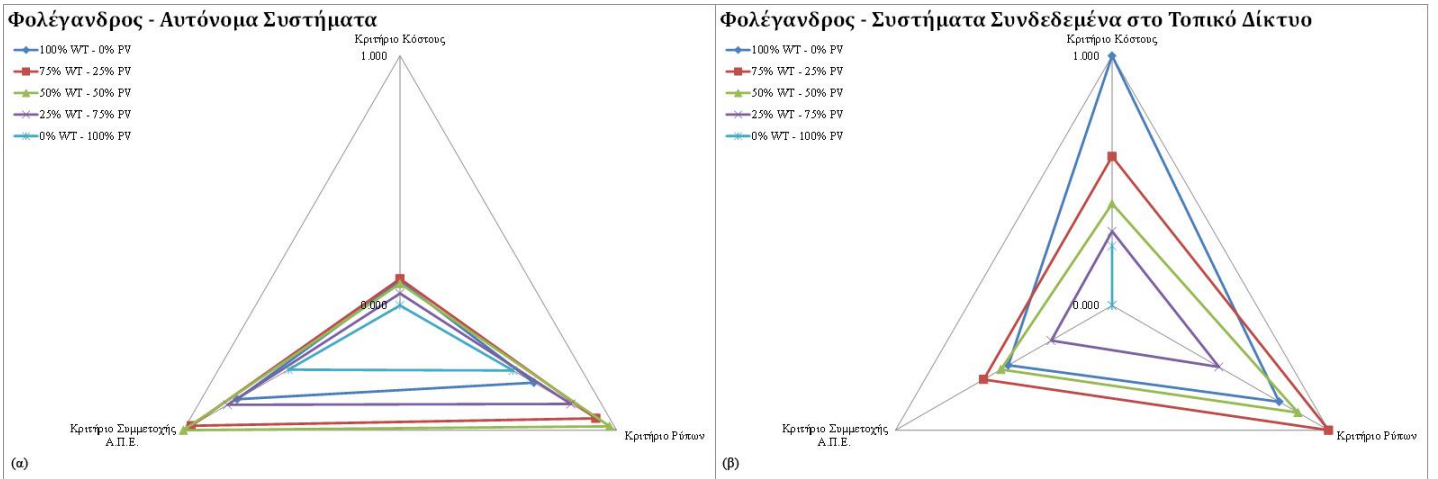 Φολέγανδρος - Αυτόνομα Συστήματα
Κριτήριο Κόστους
1.000
100% WT - 0% PV
75% WT - 25% PV
50% WT - 50% PV
25% WT - 75% PV
0% WT - 100% PV
0.000
Κριτήριο Συμμετοχής
Α.Π.Ε.
Κριτήριο Ρύπων
(α)
Φολέγανδρος - Συστήματα Συνδεδεμένα στο Τοπικό Δίκτυο
Κριτήριο Κόστους
1.000
100% WT - 0% PV
75% WT - 25% PV
50% WT - 50% PV
25% WT - 75% PV
0% WT - 100% PV
0.000
Κριτήριο Συμμετοχής
Α.Π.Ε.
Κριτήριο Ρύπων
(β)